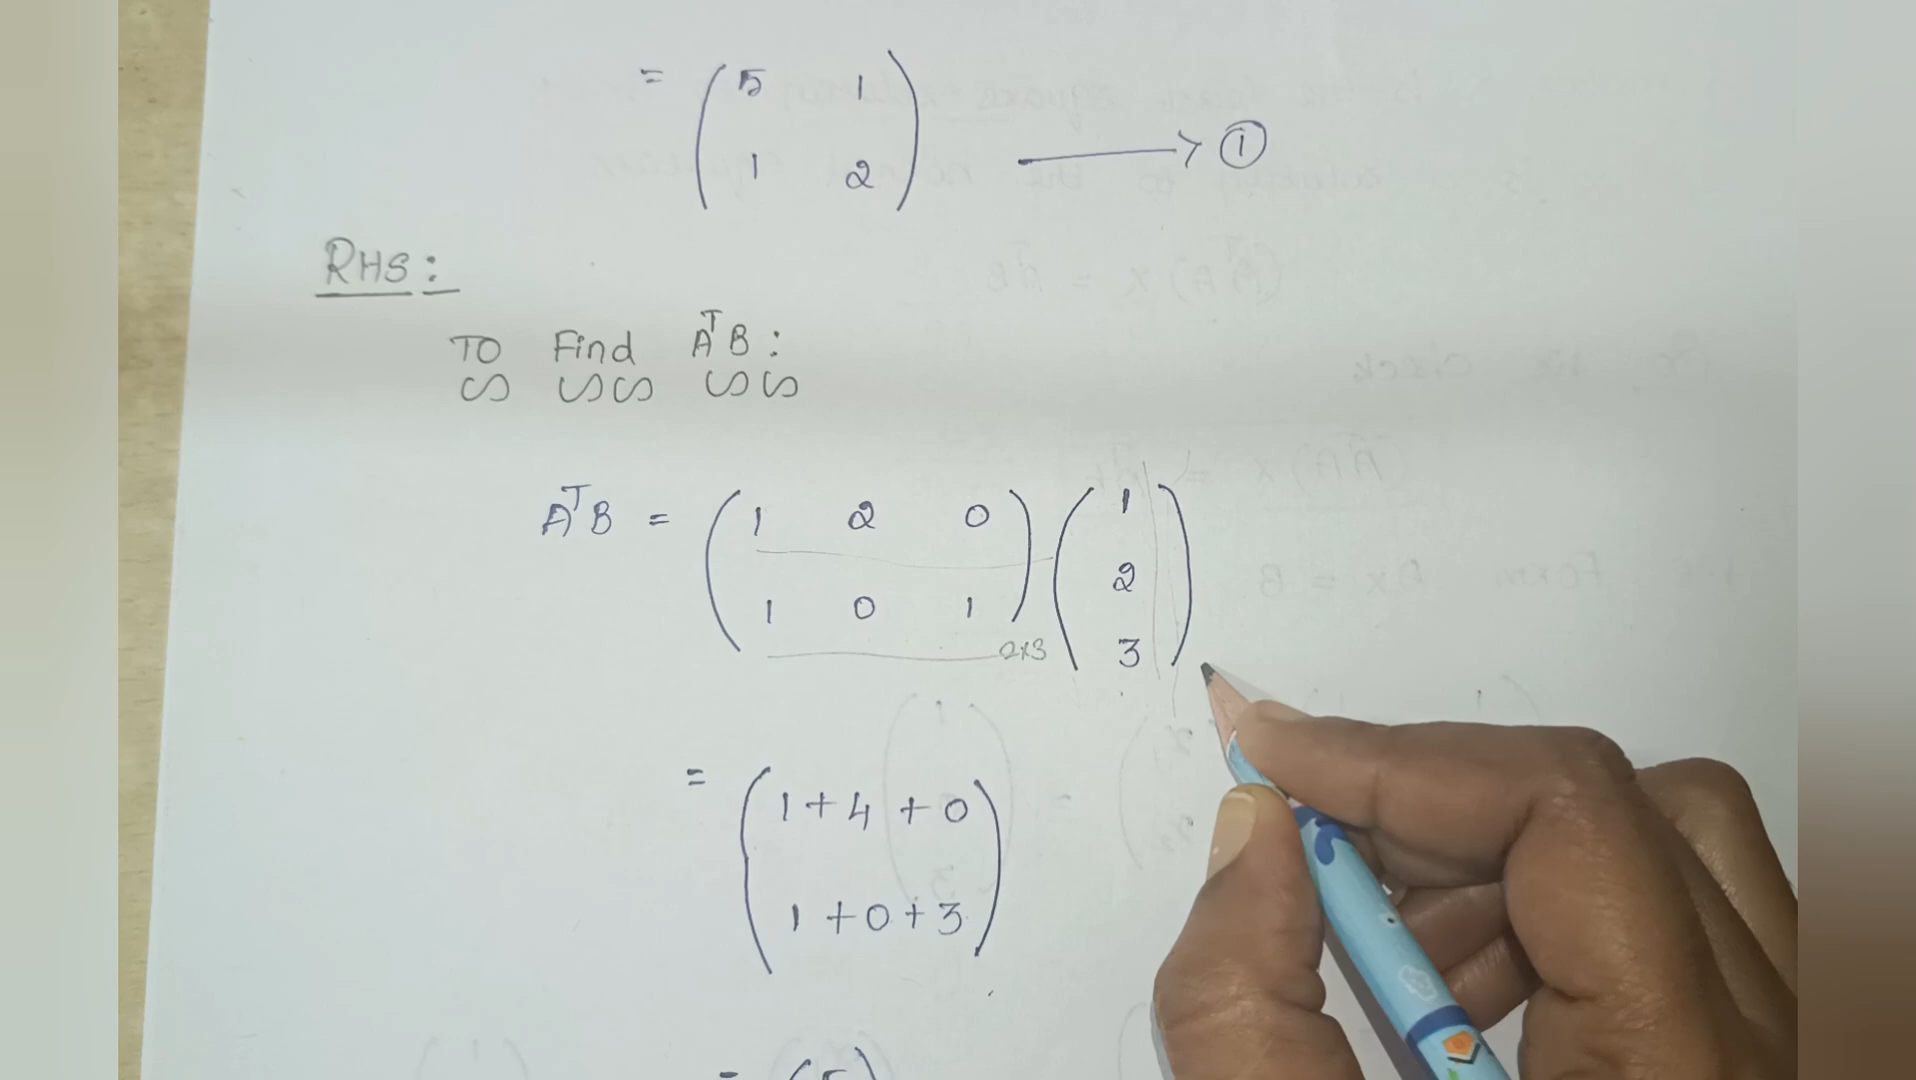 = ( 5 1
1 2 ) ⟶ ①
RHS :
TO Find AᵀB :
AᵀB = ( 1 2 0
1 0 1 )2×3 ( 1
2
3 )
= ( 1 + 4 + 0
1 + 0 + 3 )
= ( 5 )